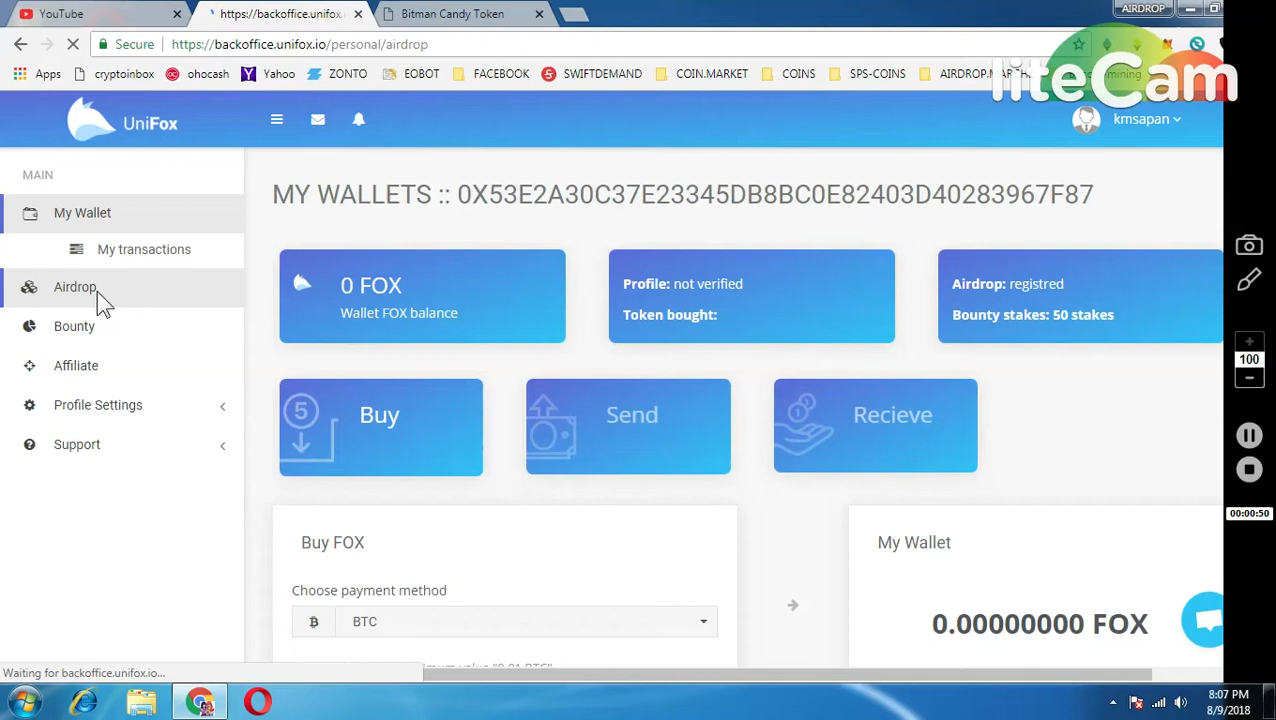 YouTube
https://backoffice.unifox.io
Bitman Candy Token
AIRDROP
Secure
https://backoffice.unifox.io/personal/airdrop
Apps
cryptoinbox
ohocash
Yahoo
ZONTO
EOBOT
FACEBOOK
SWIFTDEMAND
COIN.MARKET
COINS
SPS-COINS
liteCam
UniFox
kmsapan
MAIN
My Wallet
My transactions
Airdrop
Bounty
Affiliate
Profile Settings
Support
MY WALLETS :: 0X53E2A30C37E23345DB8BC0E82403D40283967F87
0 FOX
Wallet FOX balance
Profile: not verified
Token bought:
Airdrop: registred
Bounty stakes: 50 stakes
Buy
Send
Recieve
Buy FOX
Choose payment method
BTC
My Wallet
0.00000000 FOX
100
00:00:50
Waiting for backoffice.unifox.io...
8:07 PM
8/9/2018